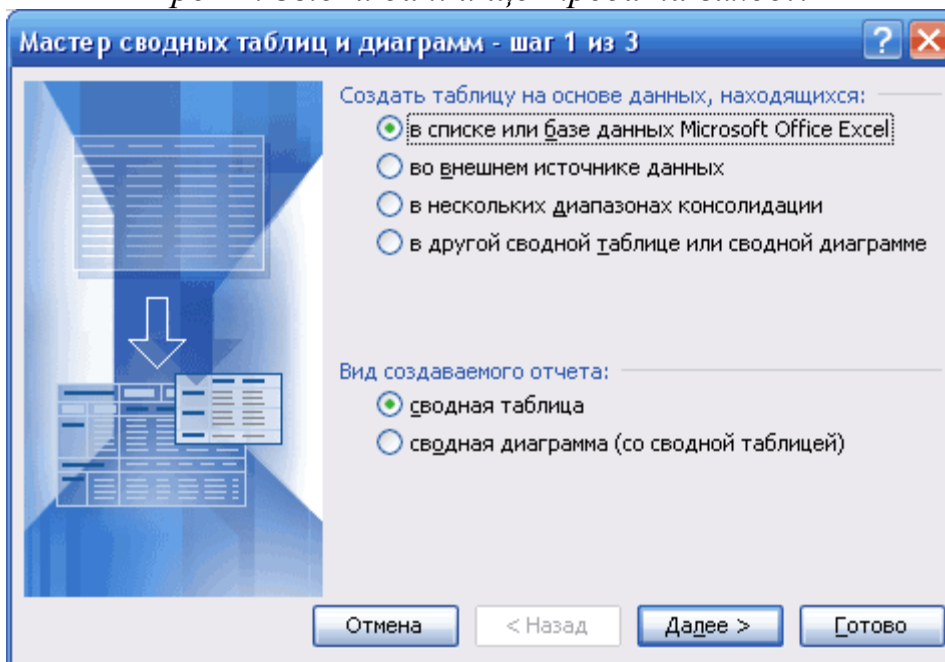 Мастер сводных таблиц и диаграмм - шаг 1 из 3
Создать таблицу на основе данных, находящихся:
в списке или базе данных Microsoft Office Excel
во внешнем источнике данных
в нескольких диапазонах консолидации
в другой сводной таблице или сводной диаграмме
Вид создаваемого отчета:
сводная таблица
сводная диаграмма (со сводной таблицей)
Отмена < Назад Далее > Готово